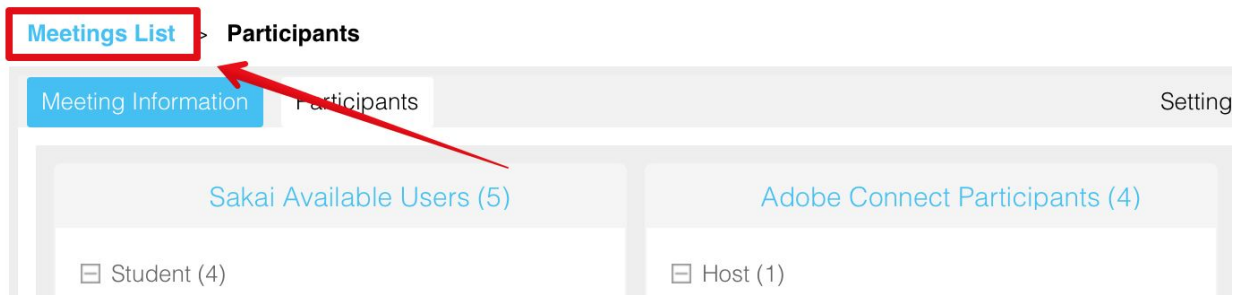 Meetings List > Participants
Meeting Information Participants Setting
Sakai Available Users (5) Adobe Connect Participants (4)
Student (4) Host (1)